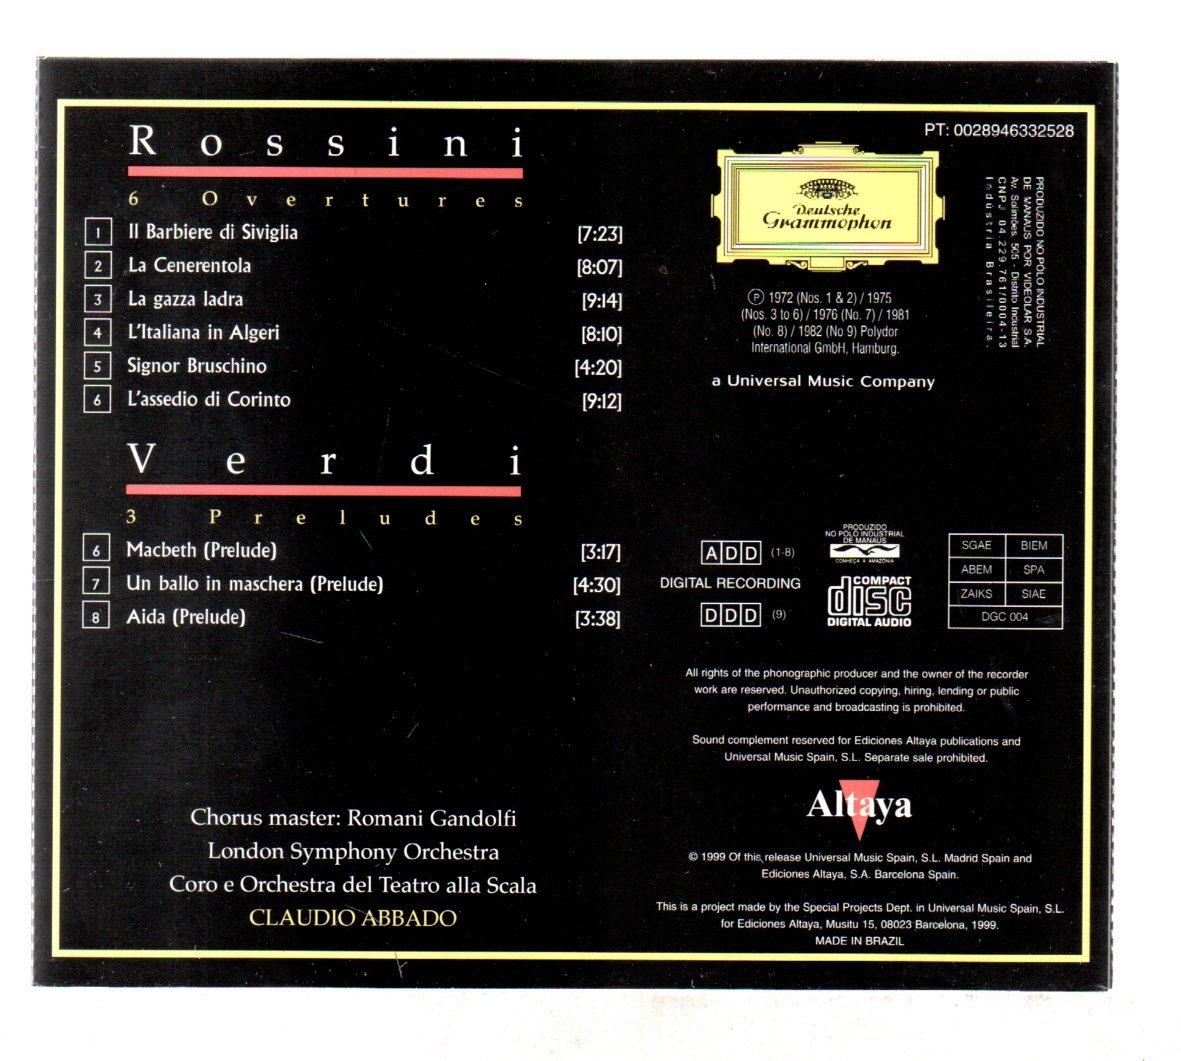 Rossini
6 Overtures
1 Il Barbiere di Siviglia [7:23]
2 La Cenerentola [8:07]
3 La gazza ladra [9:14]
4 L'Italiana in Algeri [8:10]
5 Signor Bruschino [4:20]
6 L'assedio di Corinto [9:12]
Verdi
3 Preludes
6 Macbeth (Prelude) [3:17]
7 Un ballo in maschera (Prelude) [4:30]
8 Aida (Prelude) [3:38]
Chorus master: Romani Gandolfi
London Symphony Orchestra
Coro e Orchestra del Teatro alla Scala
CLAUDIO ABBADO
PT: 0028946332528
Deutsche
Grammophon
Ⓟ 1972 (Nos. 1 & 2) / 1975
(Nos. 3 to 6) / 1976 (No. 7) / 1981
(No. 8) / 1982 (No 9) Polydor
International GmbH, Hamburg.
a Universal Music Company
PRODUZIDO NO PÓLO INDUSTRIAL
DE MANAUS POR VIDEOLAR S.A.
Av. Solimões, 505 - Distrito Industrial
CNPJ 04.229.761/0004-13
Indústria Brasileira.
ADD (1-8)
DIGITAL RECORDING
DDD (9)
PRODUZIDO
NO PÓLO INDUSTRIAL
DE MANAUS
CONHEÇA A AMAZÔNIA
COMPACT
disc
DIGITAL AUDIO
SGAE BIEM
ABEM SPA
ZAIKS SIAE
DGC 004
All rights of the phonographic producer and the owner of the recorder
work are reserved. Unauthorized copying, hiring, lending or public
performance and broadcasting is prohibited.
Sound complement reserved for Ediciones Altaya publications and
Universal Music Spain, S.L. Separate sale prohibited.
Altaya
© 1999 Of this release Universal Music Spain, S.L. Madrid Spain and
Ediciones Altaya, S.A. Barcelona Spain.
This is a project made by the Special Projects Dept. in Universal Music Spain, S.L.
for Ediciones Altaya, Musitu 15, 08023 Barcelona, 1999.
MADE IN BRAZIL